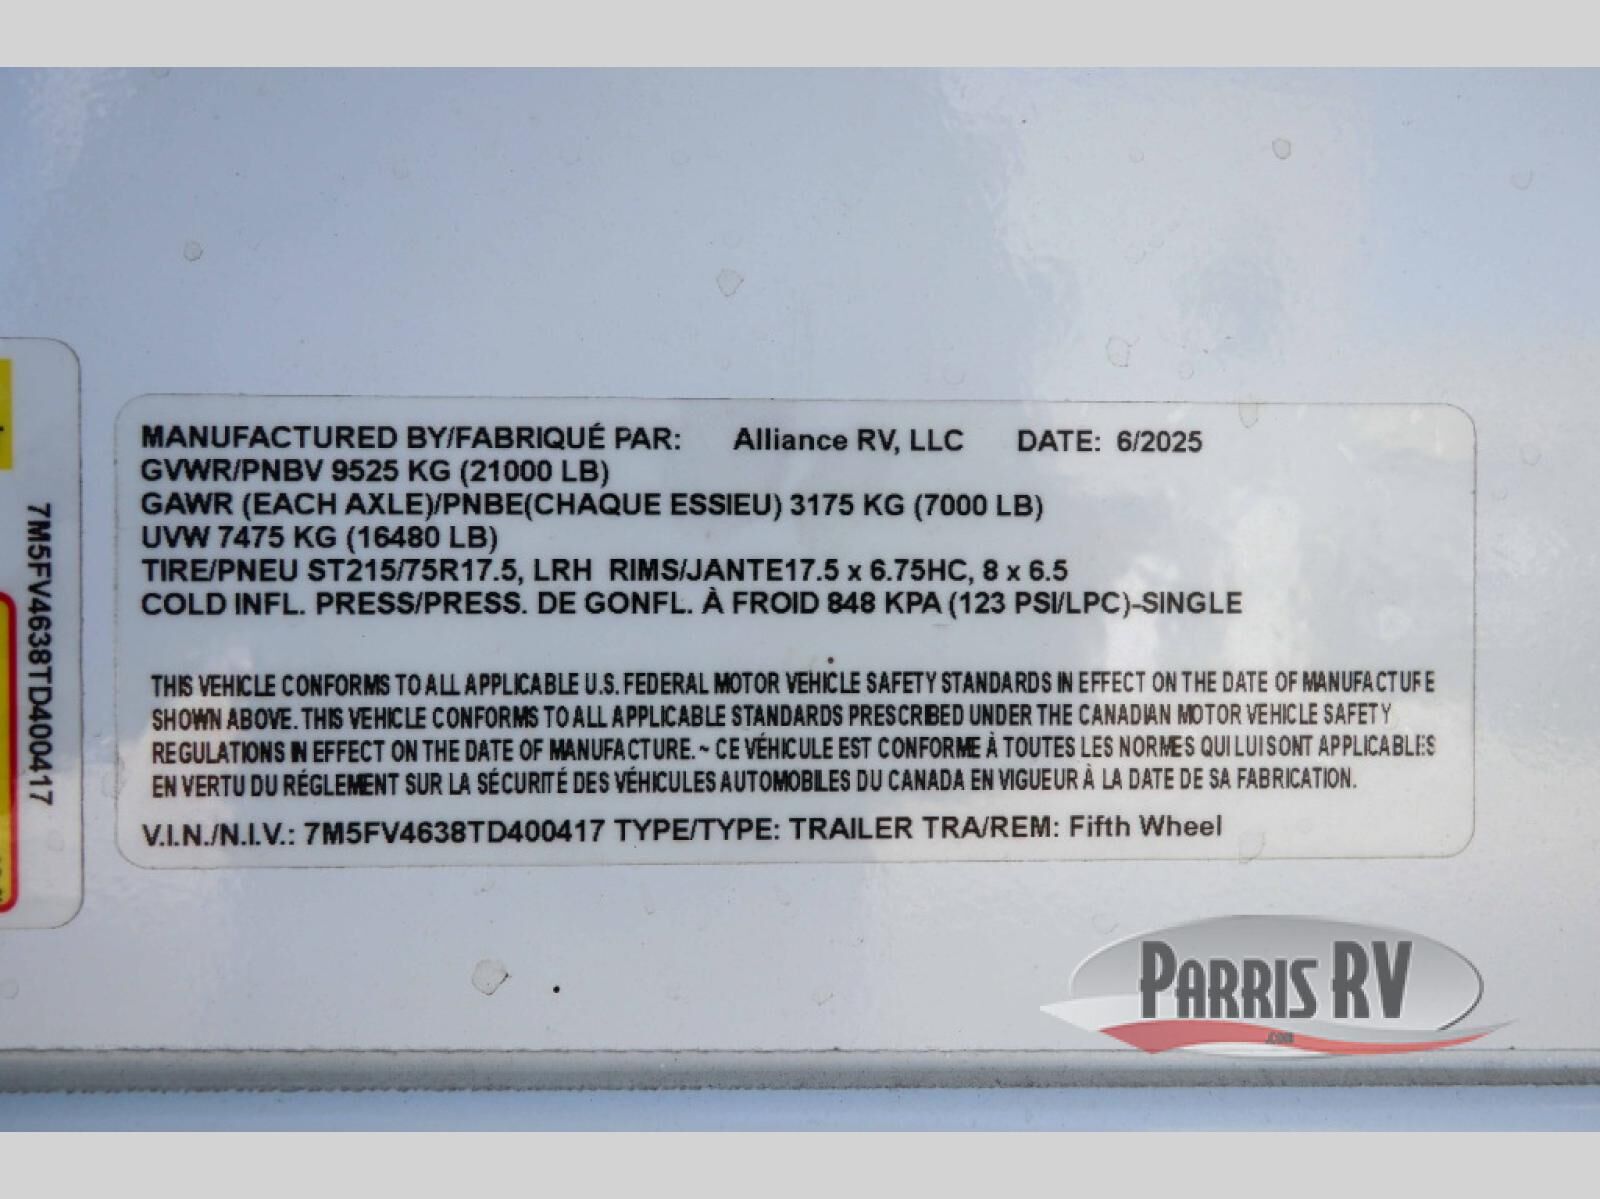 MANUFACTURED BY/FABRIQUÉ PAR: Alliance RV, LLC DATE: 6/2025
GVWR/PNBV 9525 KG (21000 LB)
GAWR (EACH AXLE)/PNBE(CHAQUE ESSIEU) 3175 KG (7000 LB)
UVW 7475 KG (16480 LB)
TIRE/PNEU ST215/75R17.5, LRH RIMS/JANTE17.5 x 6.75HC, 8 x 6.5
COLD INFL. PRESS/PRESS. DE GONFL. À FROID 848 KPA (123 PSI/LPC)-SINGLE
THIS VEHICLE CONFORMS TO ALL APPLICABLE U.S. FEDERAL MOTOR VEHICLE SAFETY STANDARDS IN EFFECT ON THE DATE OF MANUFACTURE
SHOWN ABOVE. THIS VEHICLE CONFORMS TO ALL APPLICABLE STANDARDS PRESCRIBED UNDER THE CANADIAN MOTOR VEHICLE SAFETY
REGULATIONS IN EFFECT ON THE DATE OF MANUFACTURE. ~ CE VÉHICULE EST CONFORME À TOUTES LES NORMES QUI LUI SONT APPLICABLES
EN VERTU DU RÉGLEMENT SUR LA SÉCURITÉ DES VÉHICULES AUTOMOBILES DU CANADA EN VIGUEUR À LA DATE DE SA FABRICATION.
V.I.N./N.I.V.: 7M5FV4638TD400417 TYPE/TYPE: TRAILER TRA/REM: Fifth Wheel
7M5FV4638TD400417
PARRIS RV
.COM